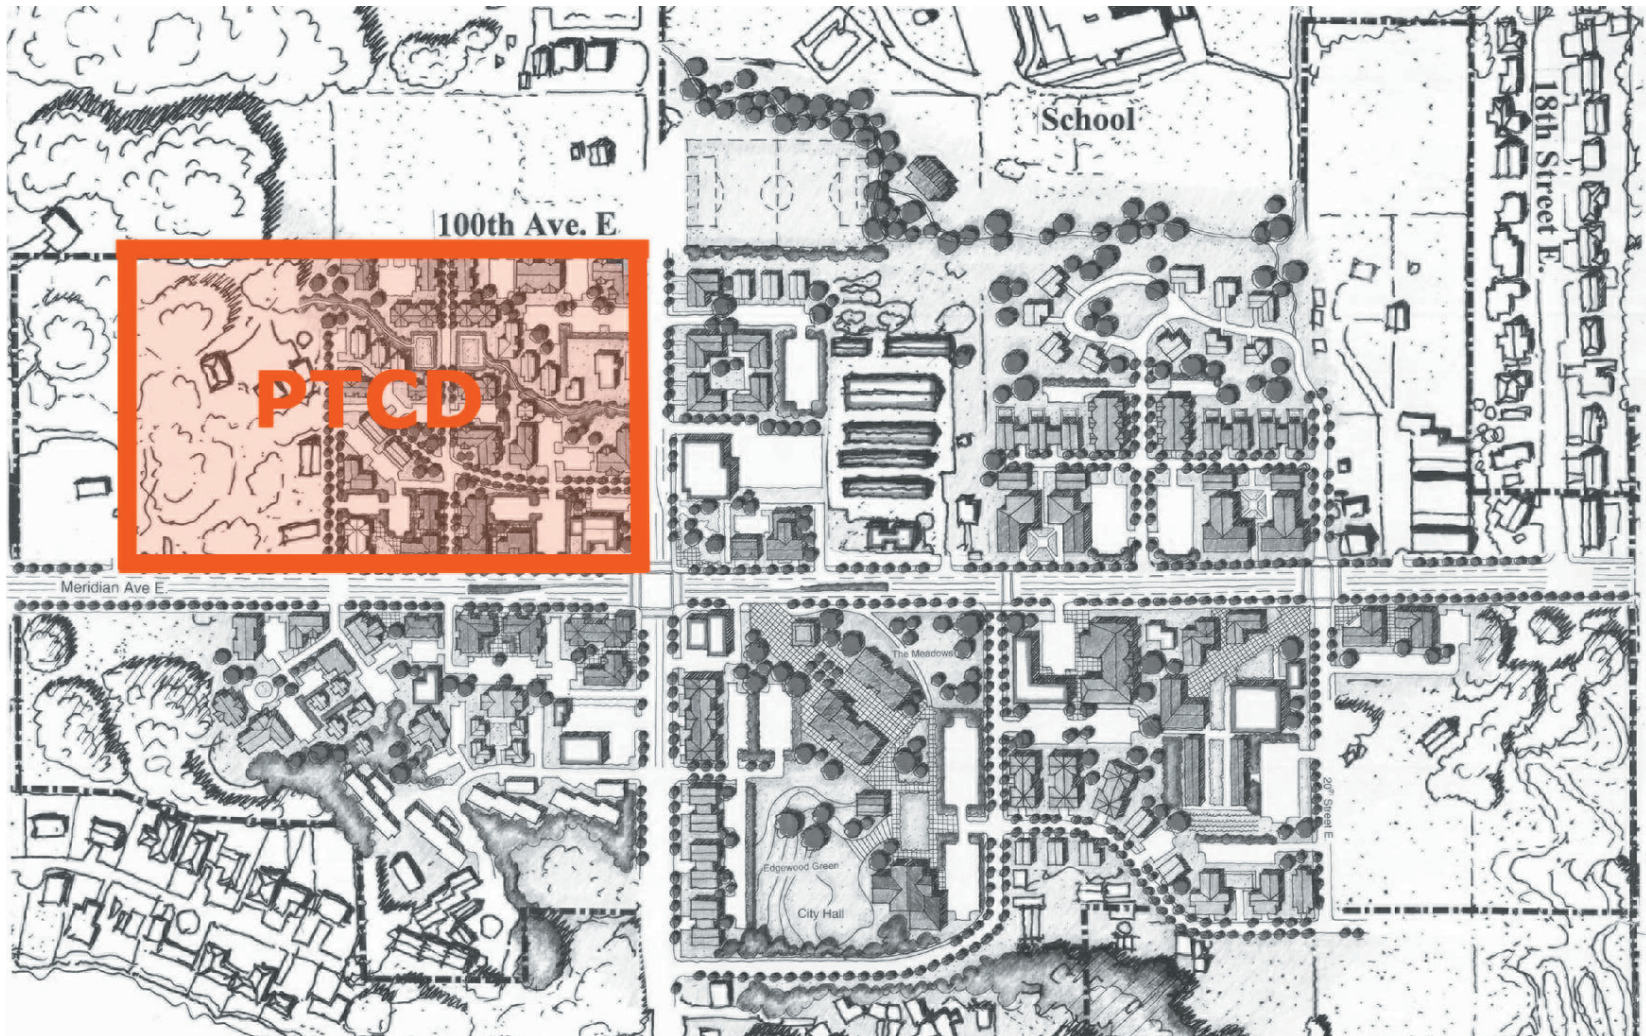 School
18th Street E.
100th Ave. E
PTCD
Meridian Ave E.
The Meadows
20th Street E
Edgewood Green
City Hall